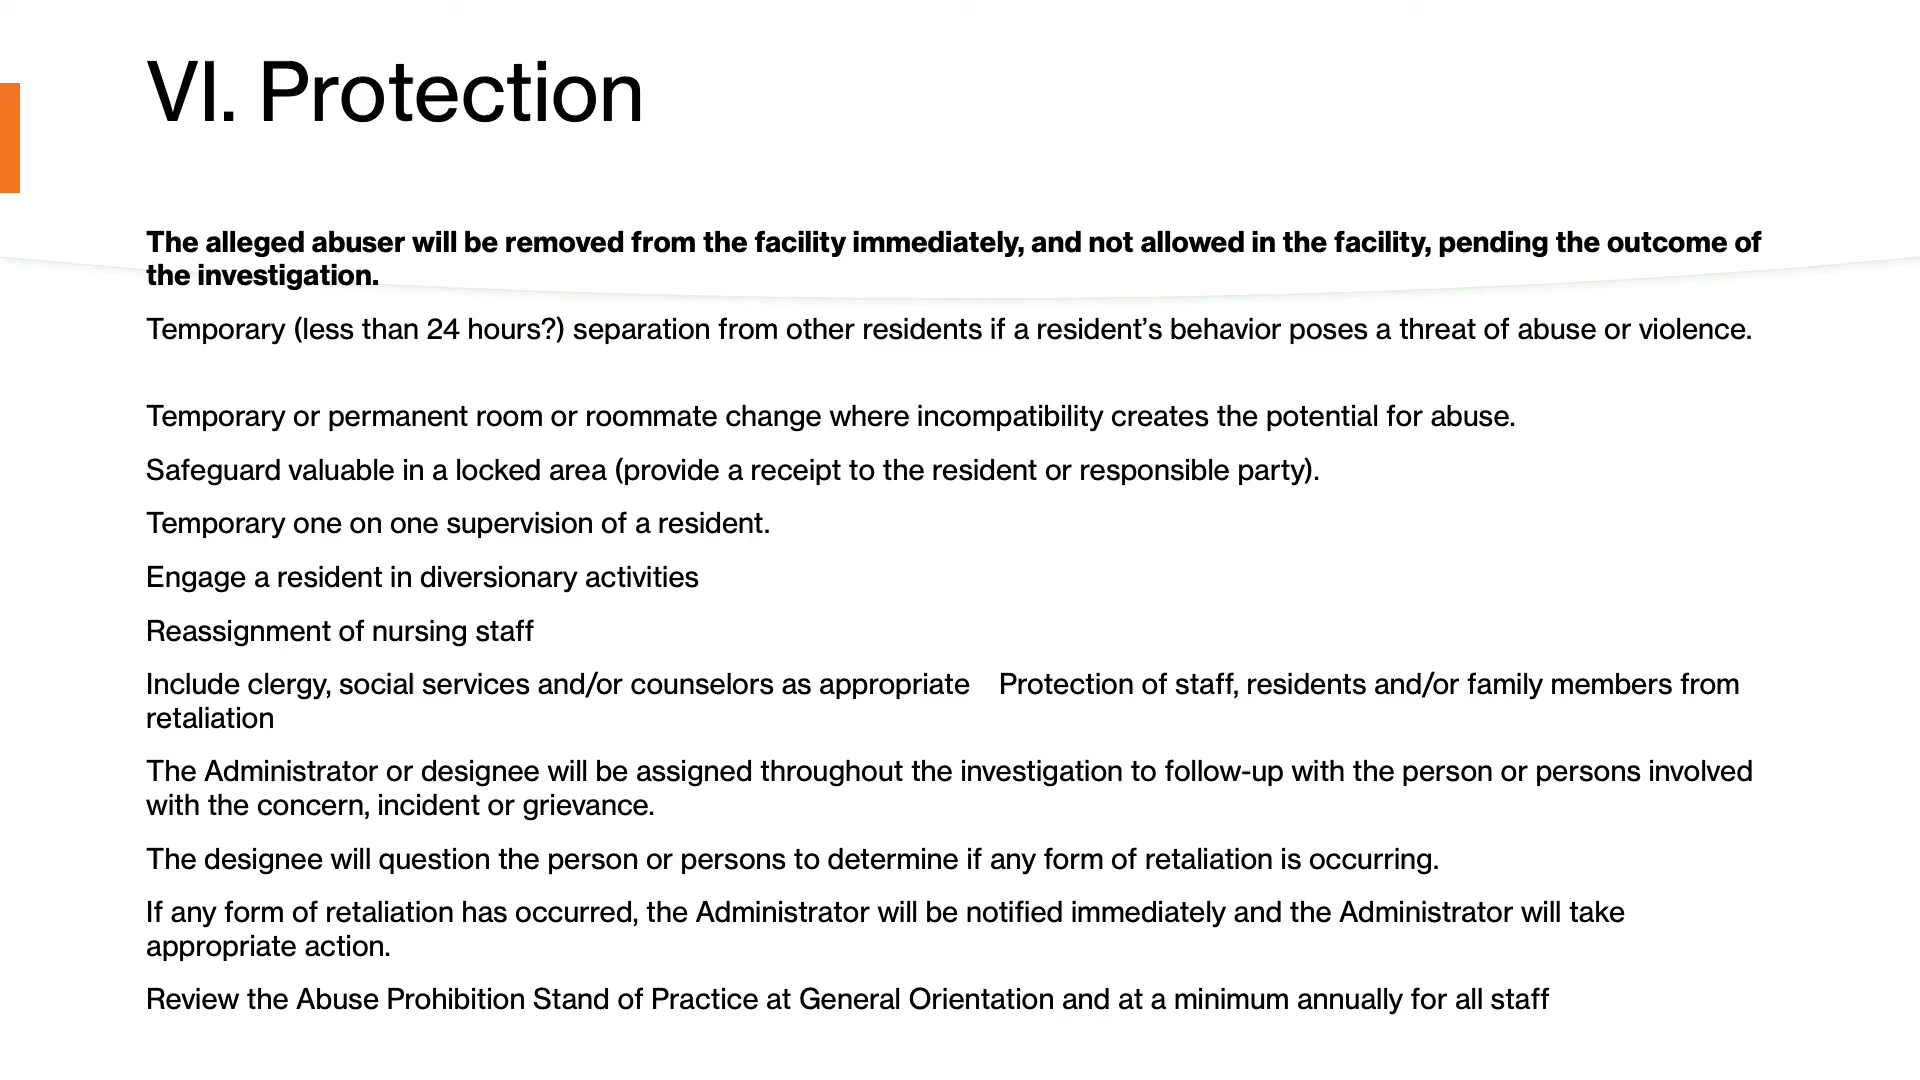 VI. Protection
The alleged abuser will be removed from the facility immediately, and not allowed in the facility, pending the outcome of
the investigation.
Temporary (less than 24 hours?) separation from other residents if a resident’s behavior poses a threat of abuse or violence.
Temporary or permanent room or roommate change where incompatibility creates the potential for abuse.
Safeguard valuable in a locked area (provide a receipt to the resident or responsible party).
Temporary one on one supervision of a resident.
Engage a resident in diversionary activities
Reassignment of nursing staff
Include clergy, social services and/or counselors as appropriate    Protection of staff, residents and/or family members from
retaliation
The Administrator or designee will be assigned throughout the investigation to follow-up with the person or persons involved
with the concern, incident or grievance.
The designee will question the person or persons to determine if any form of retaliation is occurring.
If any form of retaliation has occurred, the Administrator will be notified immediately and the Administrator will take
appropriate action.
Review the Abuse Prohibition Stand of Practice at General Orientation and at a minimum annually for all staff